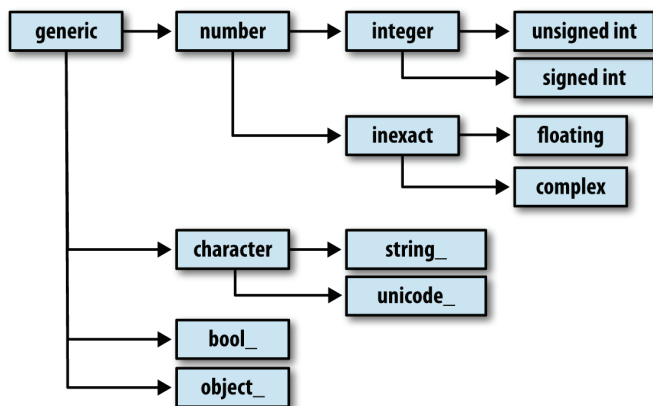 generic
number
integer
unsigned int
signed int
inexact
floating
complex
character
string_
unicode_
bool_
object_